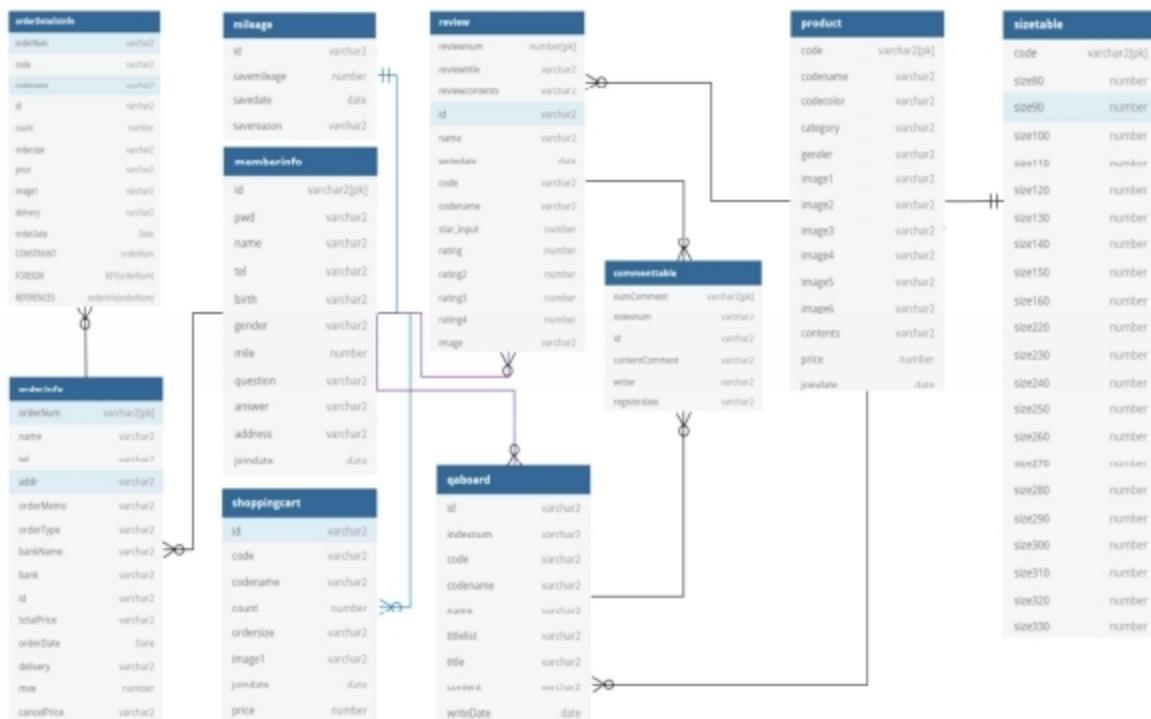 orderDetailsInfo
orderNum varchar2
code varchar2
codename varchar2
id varchar2
count number
ordersize varchar2
price varchar2
image1 varchar2
delivery varchar2
orderDate Date
CONSTRAINT orderNum
FOREIGN KEY(orderNum)
REFERENCES orderInfo(orderNum)
orderInfo
orderNum varchar2[pk]
name varchar2
tel varchar2
addr varchar2
orderMemo varchar2
orderType varchar2
bankName varchar2
bank varchar2
id varchar2
totalPrice varchar2
orderDate Date
delivery varchar2
number
cancelPrice varchar2
mileage
id varchar2
savemileage number
savedate date
savereason varchar2
memberinfo
id varchar2[pk]
pwd varchar2
name varchar2
tel varchar2
birth varchar2
gender varchar2
mile number
question varchar2
answer varchar2
address varchar2
joindate date
shoppingcart
id varchar2
code varchar2
codename varchar2
count number
ordersize varchar2
image1 varchar2
joindate date
price number
review
reviewnum number[pk]
reviewtitle varchar2
reviewcontents varchar2
id varchar2
name varchar2
writedate date
code varchar2
codename varchar2
star_input number
rating number
rating2 number
rating3 number
rating4 number
image varchar2
qaboard
id varchar2
indexnum varchar2
code varchar2
codename varchar2
name varchar2
titlelist varchar2
title varchar2
content varchar2
writeDate date
commenttable
numComment varchar2[pk]
indexnum varchar2
id varchar2
contentComment varchar2
writer varchar2
registerdate varchar2
product
code varchar2[pk]
codename varchar2
codecolor varchar2
category varchar2
gender varchar2
image1 varchar2
image2 varchar2
image3 varchar2
image4 varchar2
image5 varchar2
image6 varchar2
contents varchar2
price number
joindate date
sizetable
code varchar2[pk]
size80 number
size90 number
size100 number
size110 number
size120 number
size130 number
size140 number
size150 number
size160 number
size220 number
size230 number
size240 number
size250 number
size260 number
size270 number
size280 number
size290 number
size300 number
size310 number
size320 number
size330 number